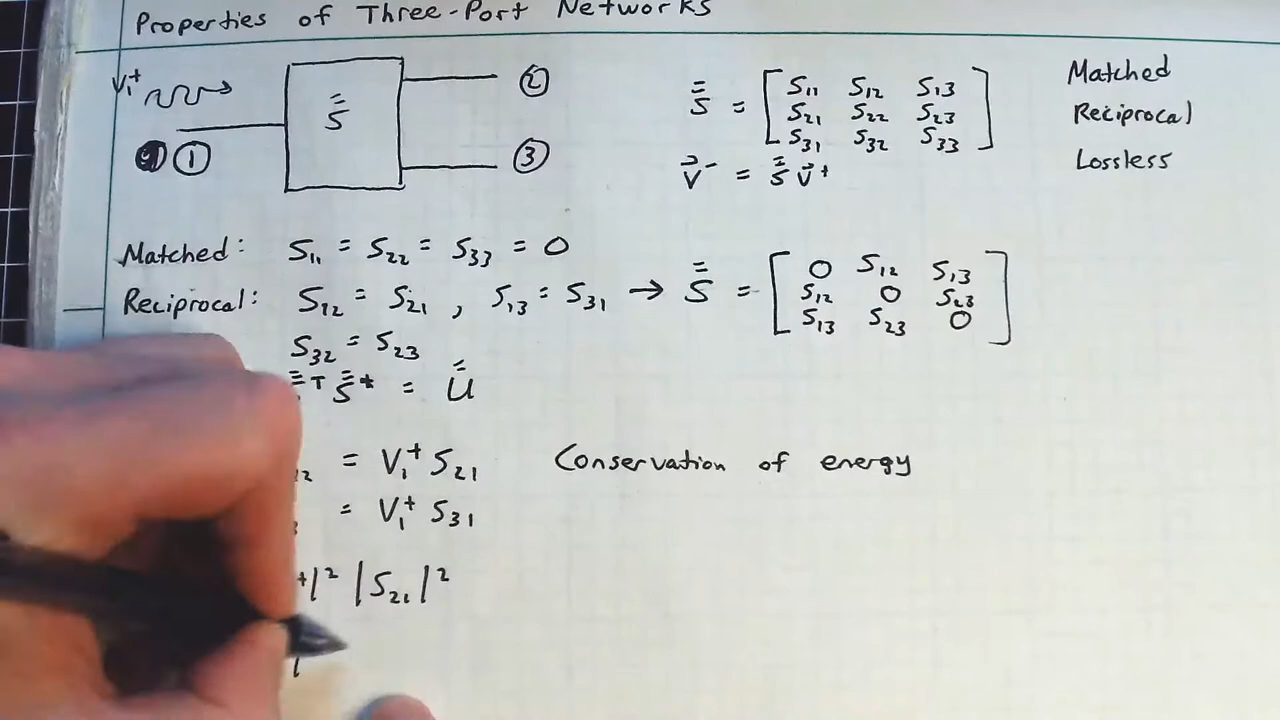 Properties of Three-Port Networks
V₁⁺ S̿ ② ① ③
S̿ = [ S₁₁ S₁₂ S₁₃
S₂₁ S₂₂ S₂₃
S₃₁ S₃₂ S₃₃ ]
V⃗⁻ = S̿ V⃗⁺
Matched
Reciprocal
Lossless
Matched: S₁₁ = S₂₂ = S₃₃ = 0
Reciprocal: S₁₂ = S₂₁ , S₁₃ = S₃₁ → S̿ = [ 0 S₁₂ S₁₃
S₁₂ 0 S₂₃
S₁₃ S₂₃ 0 ]
S₃₂ = S₂₃
ᵀ S̿* = U̿
₂ = V₁⁺ S₂₁ Conservation of energy
= V₁⁺ S₃₁
⁺|² |S₂₁|²